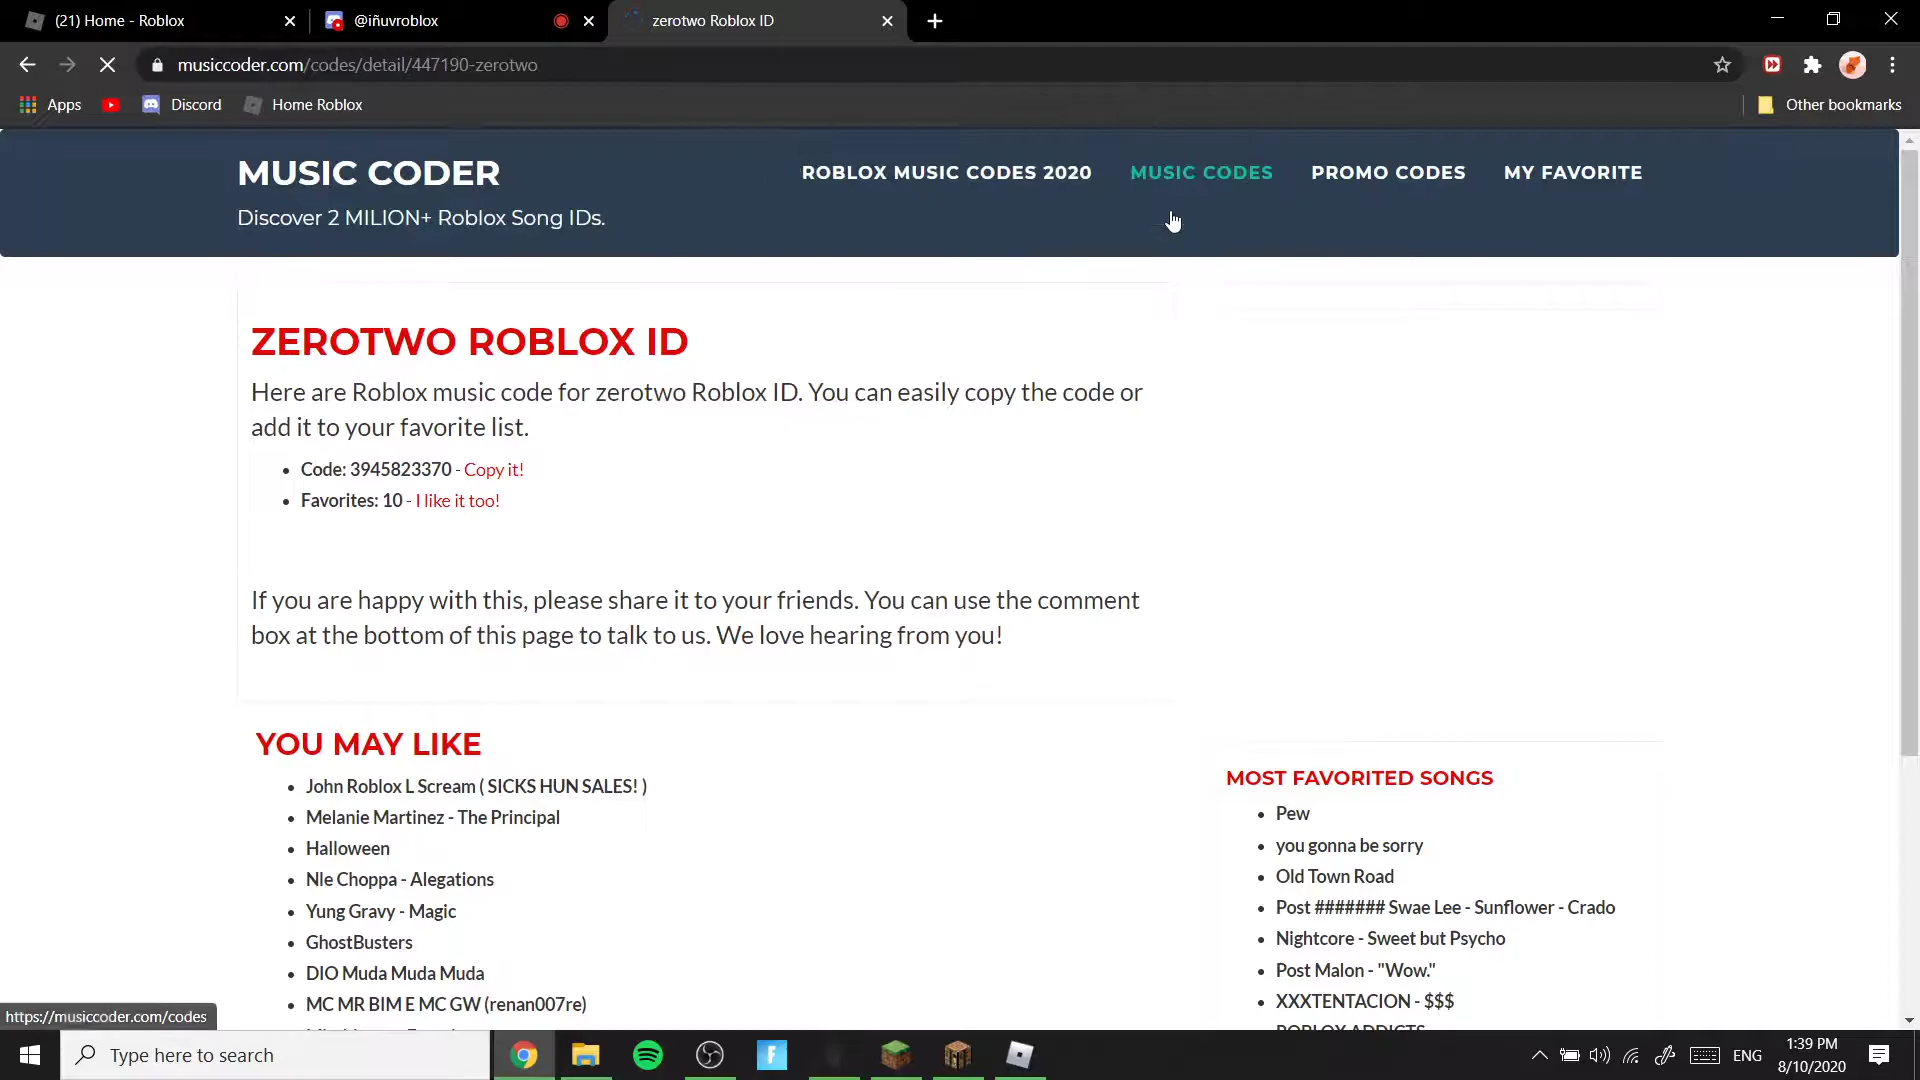 (21) Home - Roblox
@iñuvroblox
zerotwo Roblox ID
musiccoder.com/codes/detail/447190-zerotwo
Apps
Discord
Home Roblox
Other bookmarks
MUSIC CODER
ROBLOX MUSIC CODES 2020
MUSIC CODES
PROMO CODES
MY FAVORITE
Discover 2 MILION+ Roblox Song IDs.
ZEROTWO ROBLOX ID
Here are Roblox music code for zerotwo Roblox ID. You can easily copy the code or
add it to your favorite list.
Code: 3945823370 - Copy it!
Favorites: 10 - I like it too!
If you are happy with this, please share it to your friends. You can use the comment
box at the bottom of this page to talk to us. We love hearing from you!
YOU MAY LIKE
John Roblox L Scream ( SICKS HUN SALES! )
Melanie Martinez - The Principal
Halloween
Nle Choppa - Alegations
Yung Gravy - Magic
GhostBusters
DIO Muda Muda Muda
MC MR BIM E MC GW (renan007re)
MOST FAVORITED SONGS
Pew
you gonna be sorry
Old Town Road
Post ####### Swae Lee - Sunflower - Crado
Nightcore - Sweet but Psycho
Post Malon - "Wow."
XXXTENTACION - $$$
ROBLOX ADDICTS
https://musiccoder.com/codes
Type here to search
ENG
1:39 PM
8/10/2020